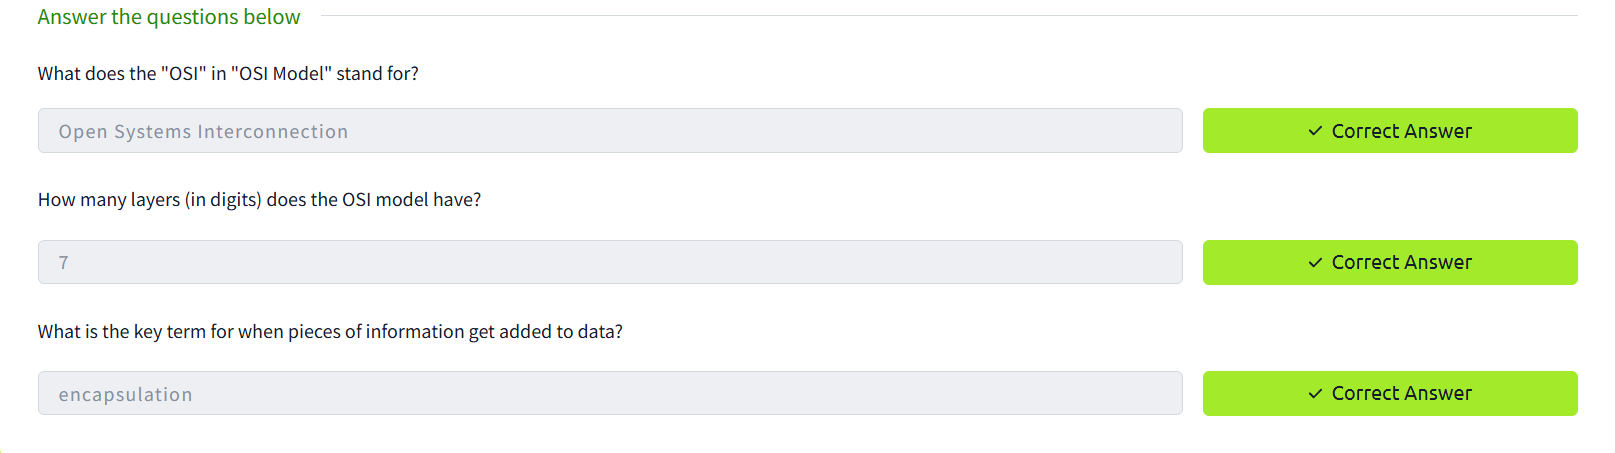 Answer the questions below
What does the "OSI" in "OSI Model" stand for?
Open Systems Interconnection
✓ Correct Answer
How many layers (in digits) does the OSI model have?
7
✓ Correct Answer
What is the key term for when pieces of information get added to data?
encapsulation
✓ Correct Answer